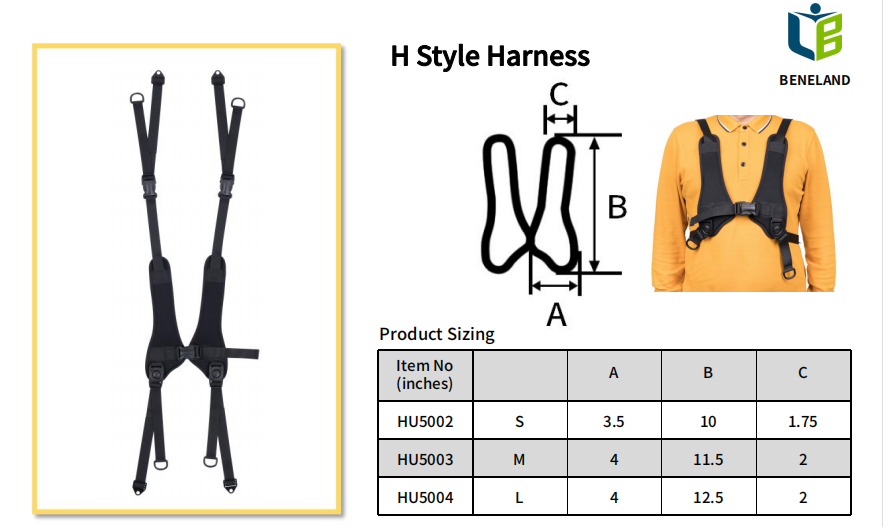 BENELAND
H Style Harness
C
B
A
Product Sizing
Item No (inches) A B C
HU5002 S 3.5 10 1.75
HU5003 M 4 11.5 2
HU5004 L 4 12.5 2